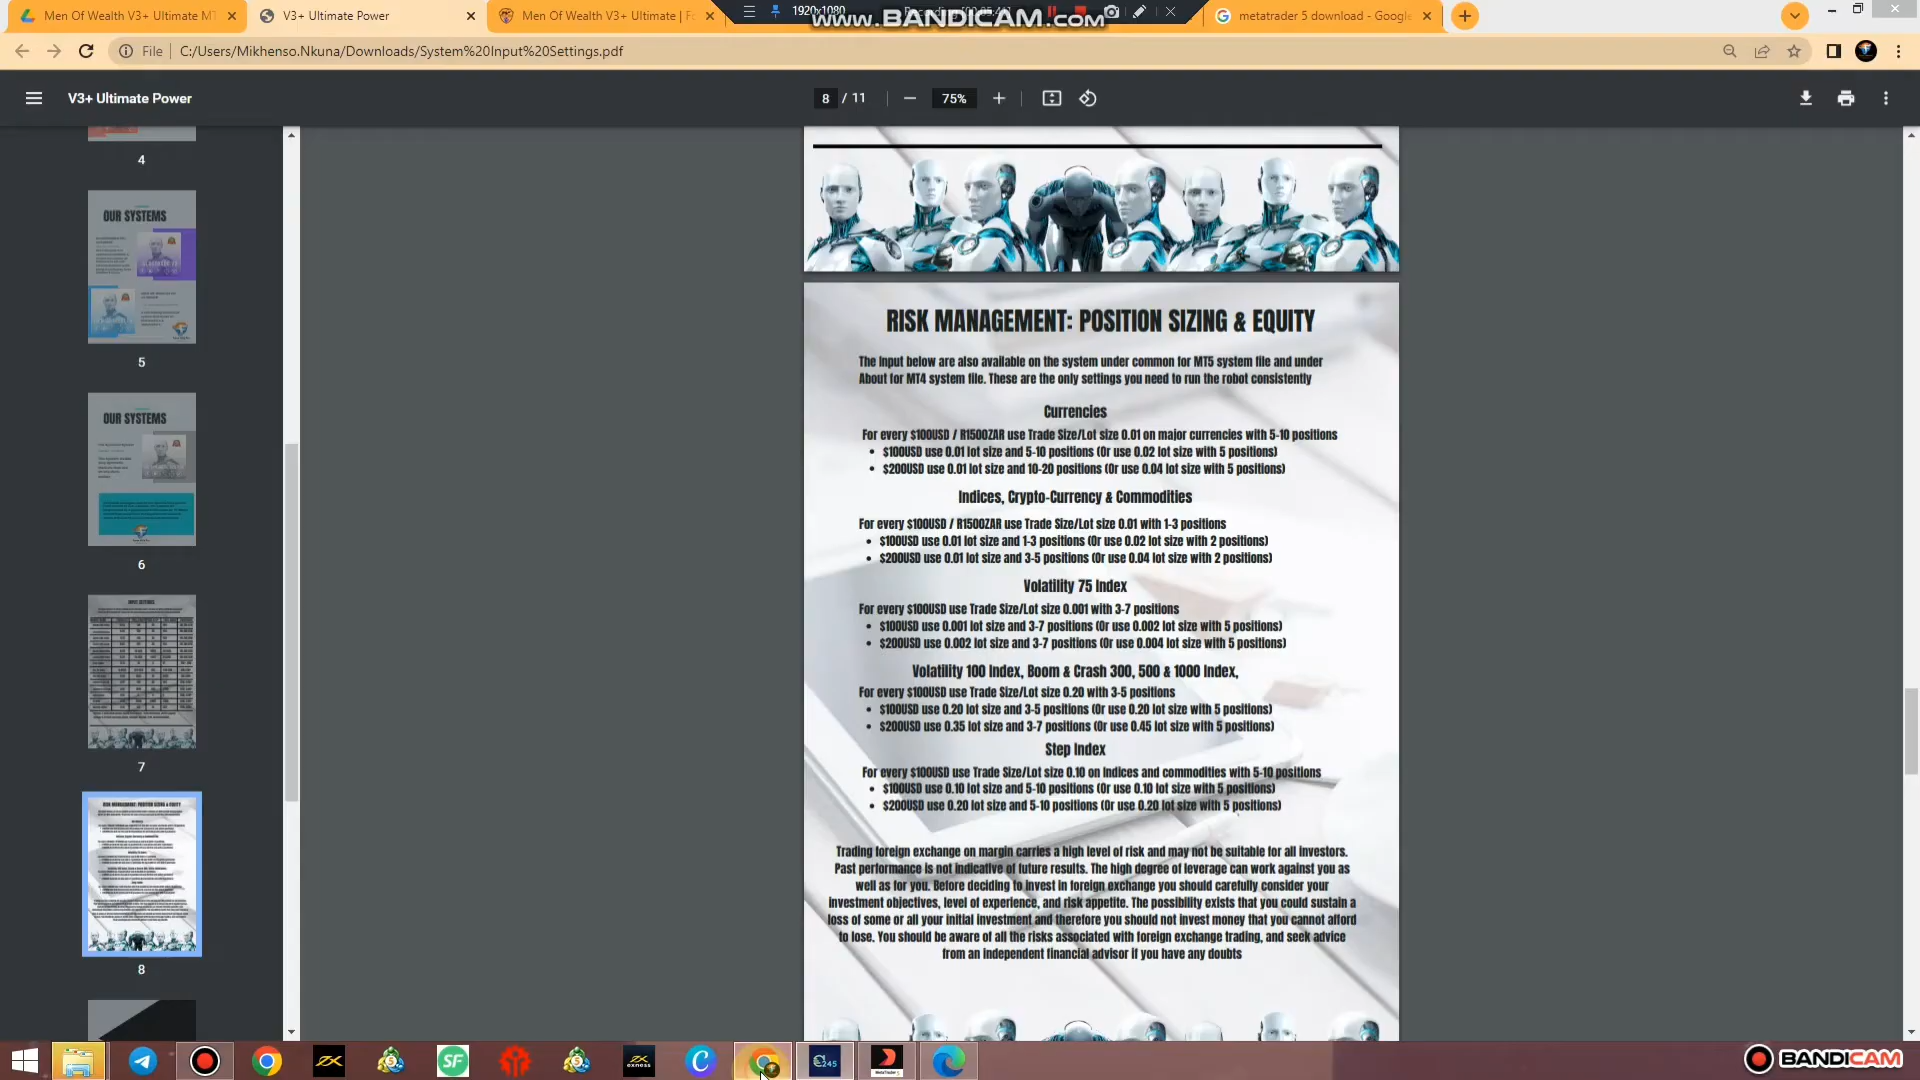 Men Of Wealth V3+ Ultimate MT
V3+ Ultimate Power
Men Of Wealth V3+ Ultimate | Fo
1920x1080
www.BANDICAM.com
metatrader 5 download - Google
File
C:/Users/Mikhenso.Nkuna/Downloads/System%20Input%20Settings.pdf
V3+ Ultimate Power
8 / 11
75%
4
OUR SYSTEMS
5
OUR SYSTEMS
6
7
8
RISK MANAGEMENT: POSITION SIZING & EQUITY
The Input below are also available on the system under common for MT5 system file and under
About for MT4 system file. These are the only settings you need to run the robot consistently
Currencies
For every $100USD / R1500ZAR use Trade Size/Lot size 0.01 on major currencies with 5-10 positions
• $100USD use 0.01 lot size and 5-10 positions (Or use 0.02 lot size with 5 positions)
• $200USD use 0.01 lot size and 10-20 positions (Or use 0.04 lot size with 5 positions)
Indices, Crypto-Currency & Commodities
For every $100USD / R1500ZAR use Trade Size/Lot size 0.01 with 1-3 positions
• $100USD use 0.01 lot size and 1-3 positions (Or use 0.02 lot size with 2 positions)
• $200USD use 0.01 lot size and 3-5 positions (Or use 0.04 lot size with 2 positions)
Volatility 75 Index
For every $100USD use Trade Size/Lot size 0.001 with 3-7 positions
• $100USD use 0.001 lot size and 3-7 positions (Or use 0.002 lot size with 5 positions)
• $200USD use 0.002 lot size and 3-7 positions (Or use 0.004 lot size with 5 positions)
Volatility 100 Index, Boom & Crash 300, 500 & 1000 Index,
For every $100USD use Trade Size/Lot size 0.20 with 3-5 positions
• $100USD use 0.20 lot size and 3-5 positions (Or use 0.20 lot size with 5 positions)
• $200USD use 0.35 lot size and 3-7 positions (Or use 0.45 lot size with 5 positions)
Step Index
For every $100USD use Trade Size/Lot size 0.10 on indices and commodities with 5-10 positions
• $100USD use 0.10 lot size and 5-10 positions (Or use 0.10 lot size with 5 positions)
• $200USD use 0.20 lot size and 5-10 positions (Or use 0.20 lot size with 5 positions)
Trading foreign exchange on margin carries a high level of risk and may not be suitable for all investors.
Past performance is not indicative of future results. The high degree of leverage can work against you as
well as for you. Before deciding to invest in foreign exchange you should carefully consider your
investment objectives, level of experience, and risk appetite. The possibility exists that you could sustain a
loss of some or all your initial investment and therefore you should not invest money that you cannot afford
to lose. You should be aware of all the risks associated with foreign exchange trading, and seek advice
from an independent financial advisor if you have any doubts
SF
exness
C245
BANDICAM